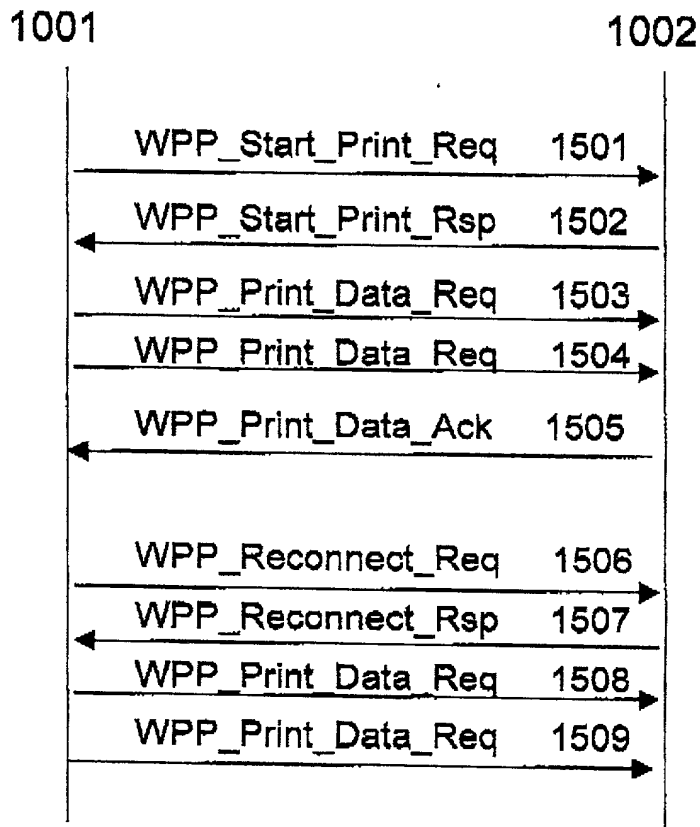 1001 1002
WPP_Start_Print_Req 1501
WPP_Start_Print_Rsp 1502
WPP_Print_Data_Req 1503
WPP_Print_Data_Req 1504
WPP_Print_Data_Ack 1505
WPP_Reconnect_Req 1506
WPP_Reconnect_Rsp 1507
WPP_Print_Data_Req 1508
WPP_Print_Data_Req 1509